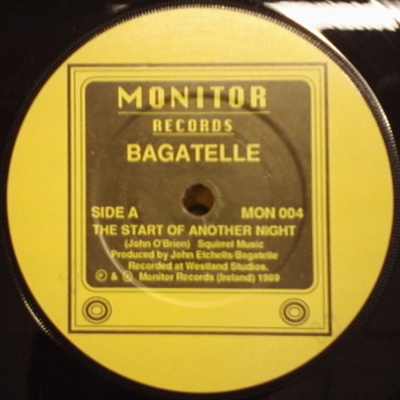 MONITOR
RECORDS
BAGATELLE
SIDE A MON 004
THE START OF ANOTHER NIGHT
(John O'Brien) Squirrel Music
Produced by John Etchells/Bagatelle
Recorded at Westland Studios.
℗ & © Monitor Records (Ireland) 1989